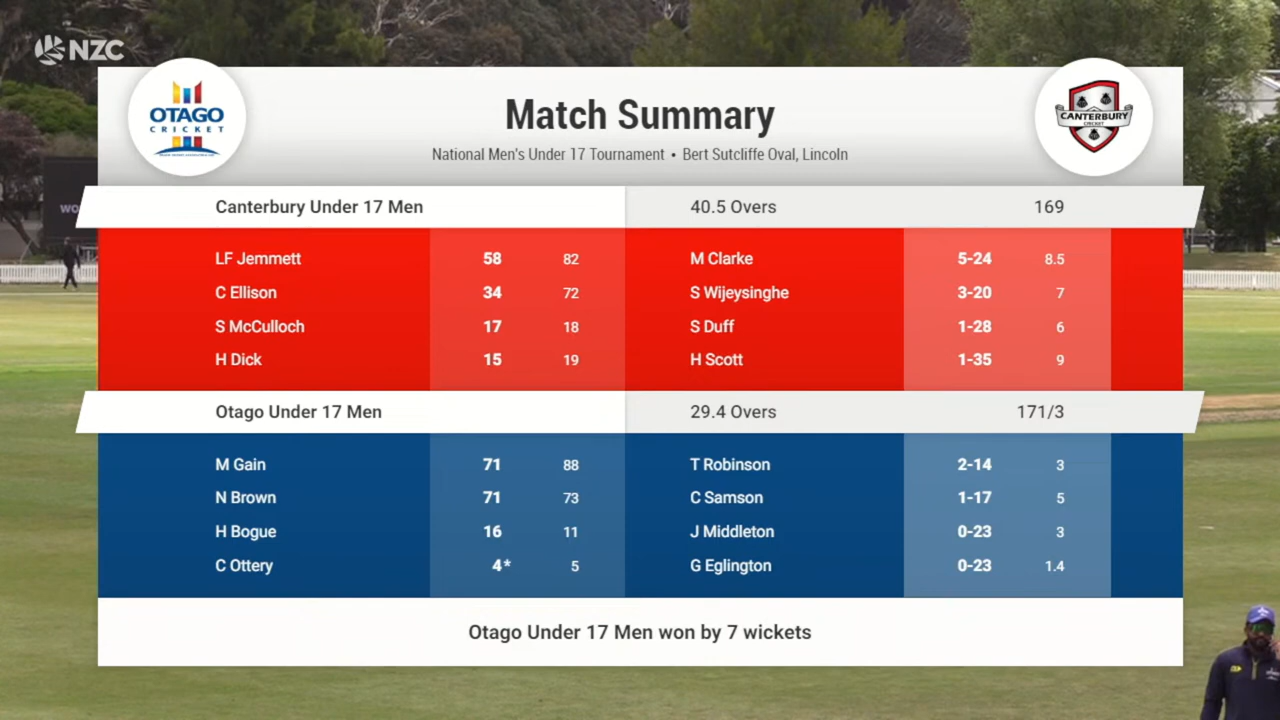 NZC
OTAGO
CRICKET
CANTERBURY
CRICKET
Match Summary
National Men's Under 17 Tournament • Bert Sutcliffe Oval, Lincoln
Canterbury Under 17 Men 40.5 Overs 169
LF Jemmett 58 82 M Clarke 5-24 8.5
C Ellison 34 72 S Wijeysinghe 3-20 7
S McCulloch 17 18 S Duff 1-28 6
H Dick 15 19 H Scott 1-35 9
Otago Under 17 Men 29.4 Overs 171/3
M Gain 71 88 T Robinson 2-14 3
N Brown 71 73 C Samson 1-17 5
H Bogue 16 11 J Middleton 0-23 3
C Ottery 4* 5 G Eglington 0-23 1.4
Otago Under 17 Men won by 7 wickets